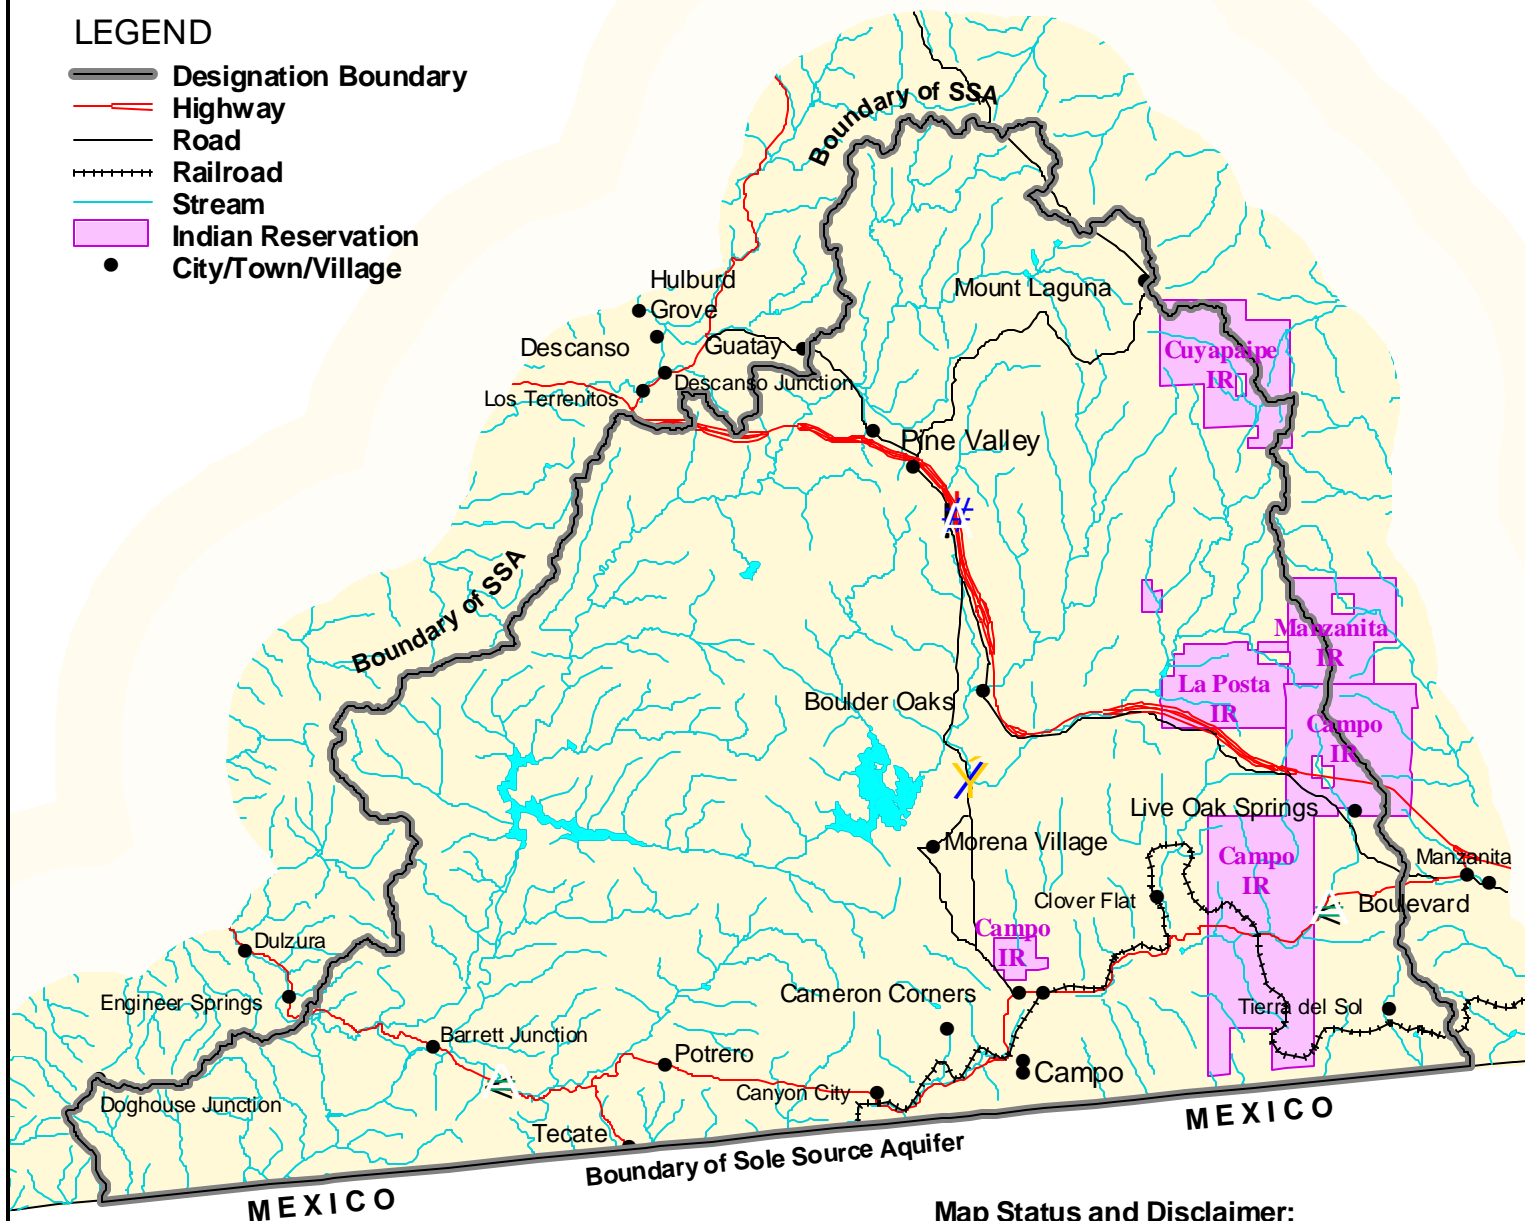 LEGEND
Designation Boundary
Highway
Road
Railroad
Stream
Indian Reservation
City/Town/Village
Boundary of SSA
Hulburd
Grove
Mount Laguna
Descanso
Guatay
Cuyapaipe
IR
Descanso Junction
Los Terrenitos
Pine Valley
Boundary of SSA
Manzanita
IR
La Posta
IR
Boulder Oaks
Campo
IR
Live Oak Springs
Morena Village
Campo
IR
Manzanita
Clover Flat
Boulevard
Campo
IR
Dulzura
Engineer Springs
Cameron Corners
Tierra del Sol
Barrett Junction
Potrero
Campo
Canyon City
Doghouse Junction
Tecate
MEXICO
Boundary of Sole Source Aquifer
MEXICO
Map Status and Disclaimer: